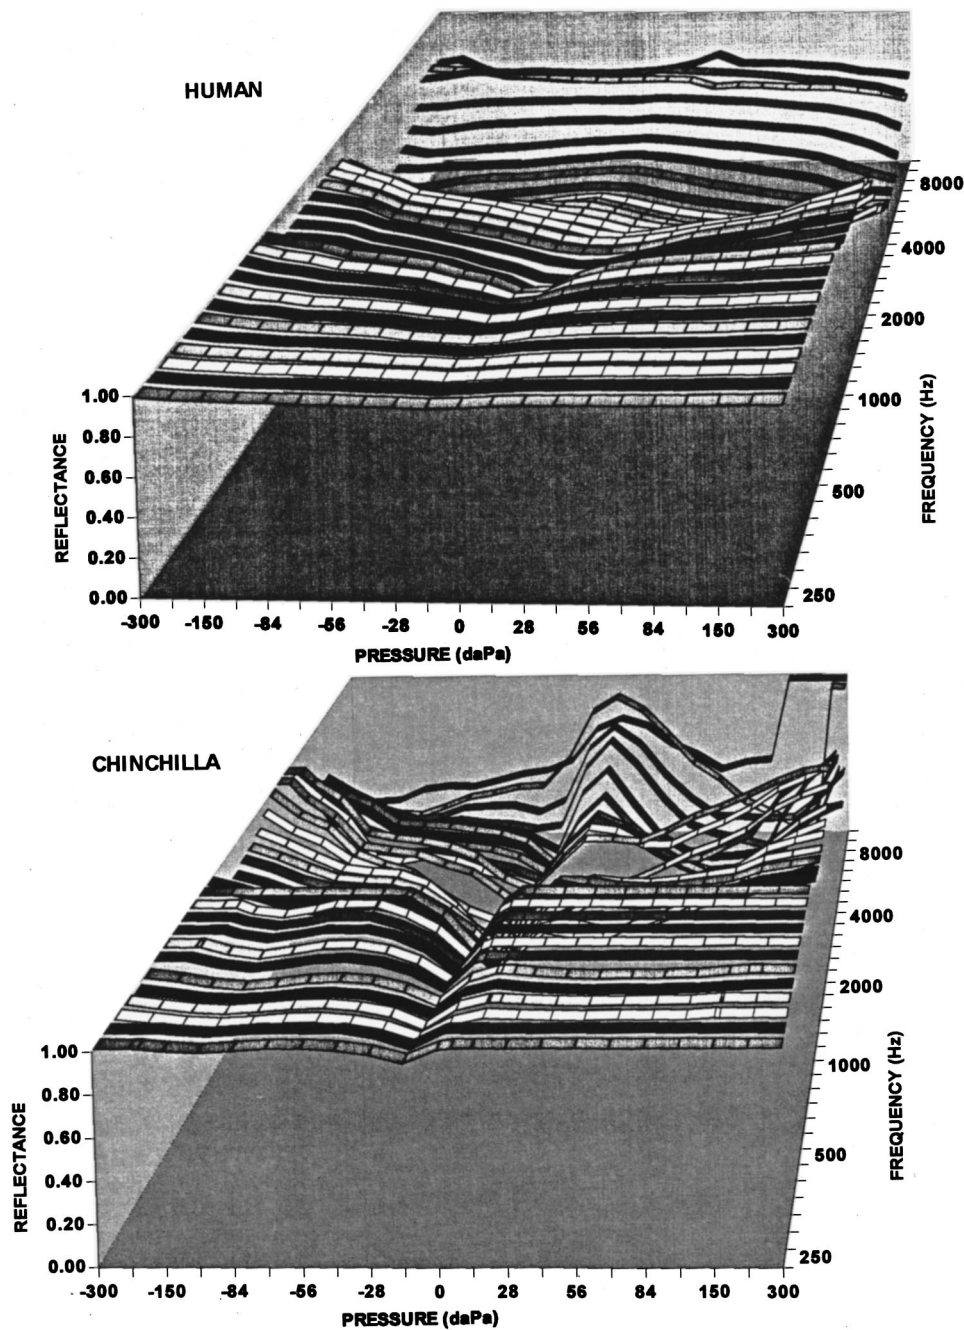 HUMAN
8000
4000
2000
1000
500
250
FREQUENCY (Hz)
1.00
0.80
0.60
0.40
0.20
0.00
REFLECTANCE
-300 -150 -84 -56 -28 0 28 56 84 150 300
PRESSURE (daPa)
CHINCHILLA
8000
4000
2000
1000
500
250
FREQUENCY (Hz)
1.00
0.80
0.60
0.40
0.20
0.00
REFLECTANCE
-300 -150 -84 -56 -28 0 28 56 84 150 300
PRESSURE (daPa)